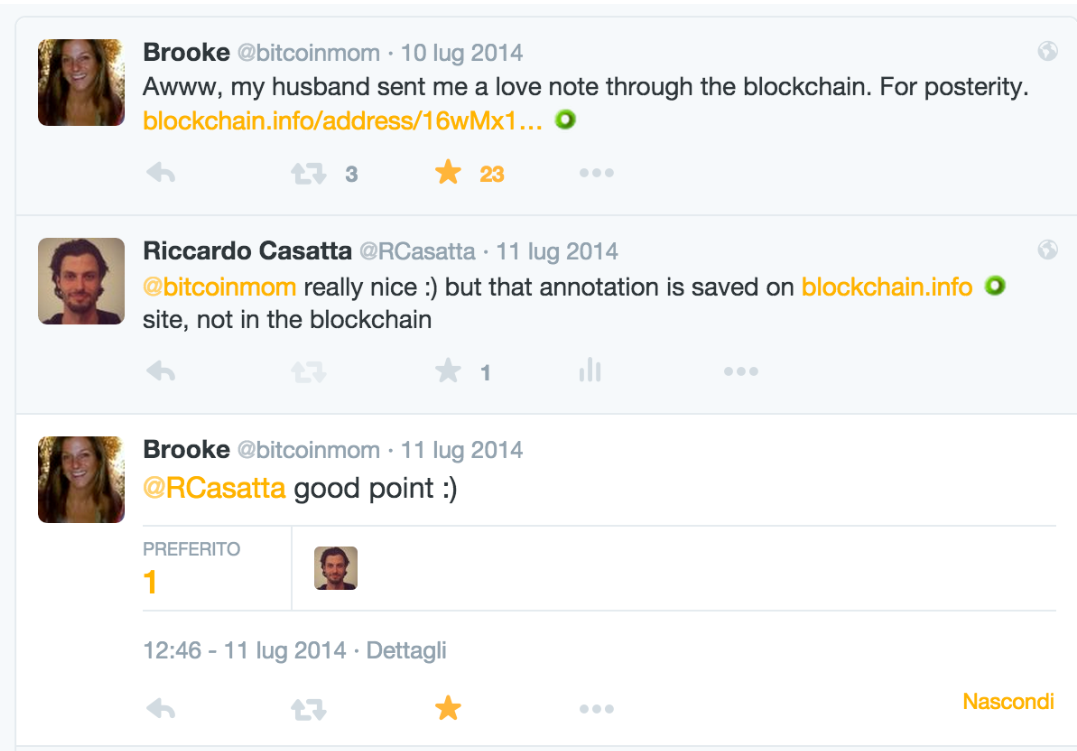 Brooke @bitcoinmom · 10 lug 2014
Awww, my husband sent me a love note through the blockchain. For posterity.
blockchain.info/address/16wMx1…
3 23
Riccardo Casatta @RCasatta · 11 lug 2014
@bitcoinmom really nice :) but that annotation is saved on blockchain.info
site, not in the blockchain
1
Brooke @bitcoinmom · 11 lug 2014
@RCasatta good point :)
PREFERITO
1
12:46 - 11 lug 2014 · Dettagli
Nascondi